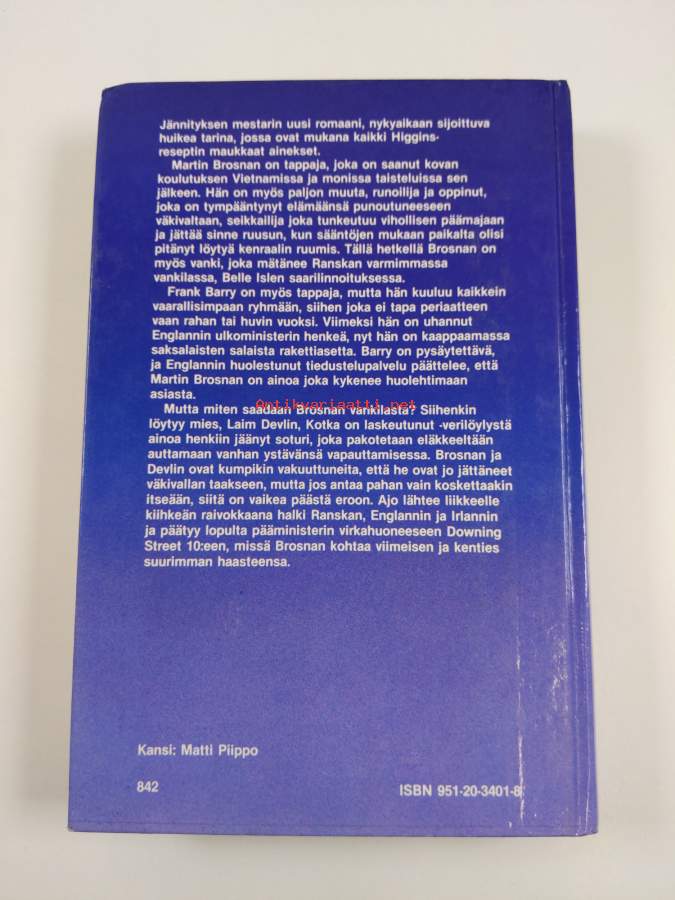 Jännityksen mestarin uusi romaani, nykyaikaan sijoittuva
huikea tarina, jossa ovat mukana kaikki Higgins-
reseptin maukkaat ainekset.
Martin Brosnan on tappaja, joka on saanut kovan
koulutuksen Vietnamissa ja monissa taisteluissa sen
jälkeen. Hän on myös paljon muuta, runoilija ja oppinut,
joka on tympääntynyt elämäänsä punoutuneeseen
väkivaltaan, seikkailija joka tunkeutuu vihollisen päämajaan
ja jättää sinne ruusun, kun sääntöjen mukaan paikalta olisi
pitänyt löytyä kenraalin ruumis. Tällä hetkellä Brosnan on
myös vanki, joka mätänee Ranskan varmimmassa
vankilassa, Belle Islen saarilinnoituksessa.
Frank Barry on myös tappaja, mutta hän kuuluu kaikkein
vaarallisimpaan ryhmään, siihen joka ei tapa periaatteen
vaan rahan tai huvin vuoksi. Viimeksi hän on uhannut
Englannin ulkoministerin henkeä, nyt hän on kaappaamassa
saksalaisten salaista rakettiasetta. Barry on pysäytettävä,
ja Englannin huolestunut tiedustelupalvelu päättelee, että
Martin Brosnan on ainoa joka kykenee huolehtimaan
asiasta.
Antikvariaatti.net
Mutta miten saadaan Brosnan vankilasta? Siihenkin
löytyy mies, Laim Devlin, Kotka on laskeutunut -verilöylystä
ainoa henkiin jäänyt soturi, joka pakotetaan eläkkeeltään
auttamaan vanhan ystävänsä vapauttamisessa. Brosnan ja
Devlin ovat kumpikin vakuuttuneita, että he ovat jo jättäneet
väkivallan taakseen, mutta jos antaa pahan vain koskettaakin
itseään, siitä on vaikea päästä eroon. Ajo lähtee liikkeelle
kiihkeän raivokkaana halki Ranskan, Englannin ja Irlannin
ja päätyy lopulta pääministerin virkahuoneeseen Downing
Street 10:een, missä Brosnan kohtaa viimeisen ja kenties
suurimman haasteensa.
Kansi: Matti Piippo
842
ISBN 951-20-3401-8